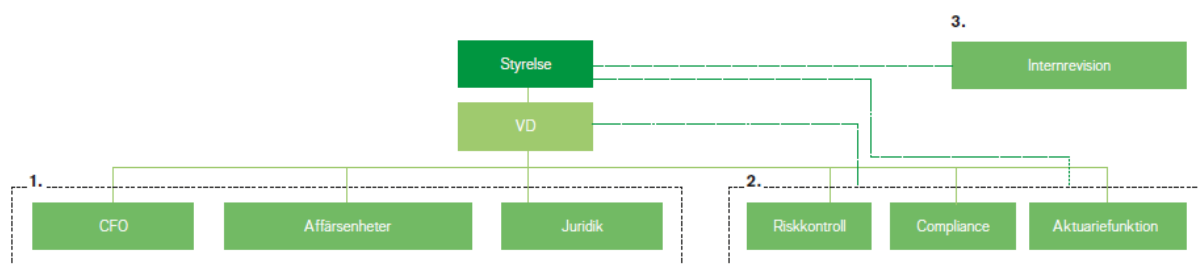 3.
Styrelse
Internrevision
VD
1.
2.
CFO
Affärsenheter
Juridik
Riskkontroll
Compliance
Aktuariefunktion